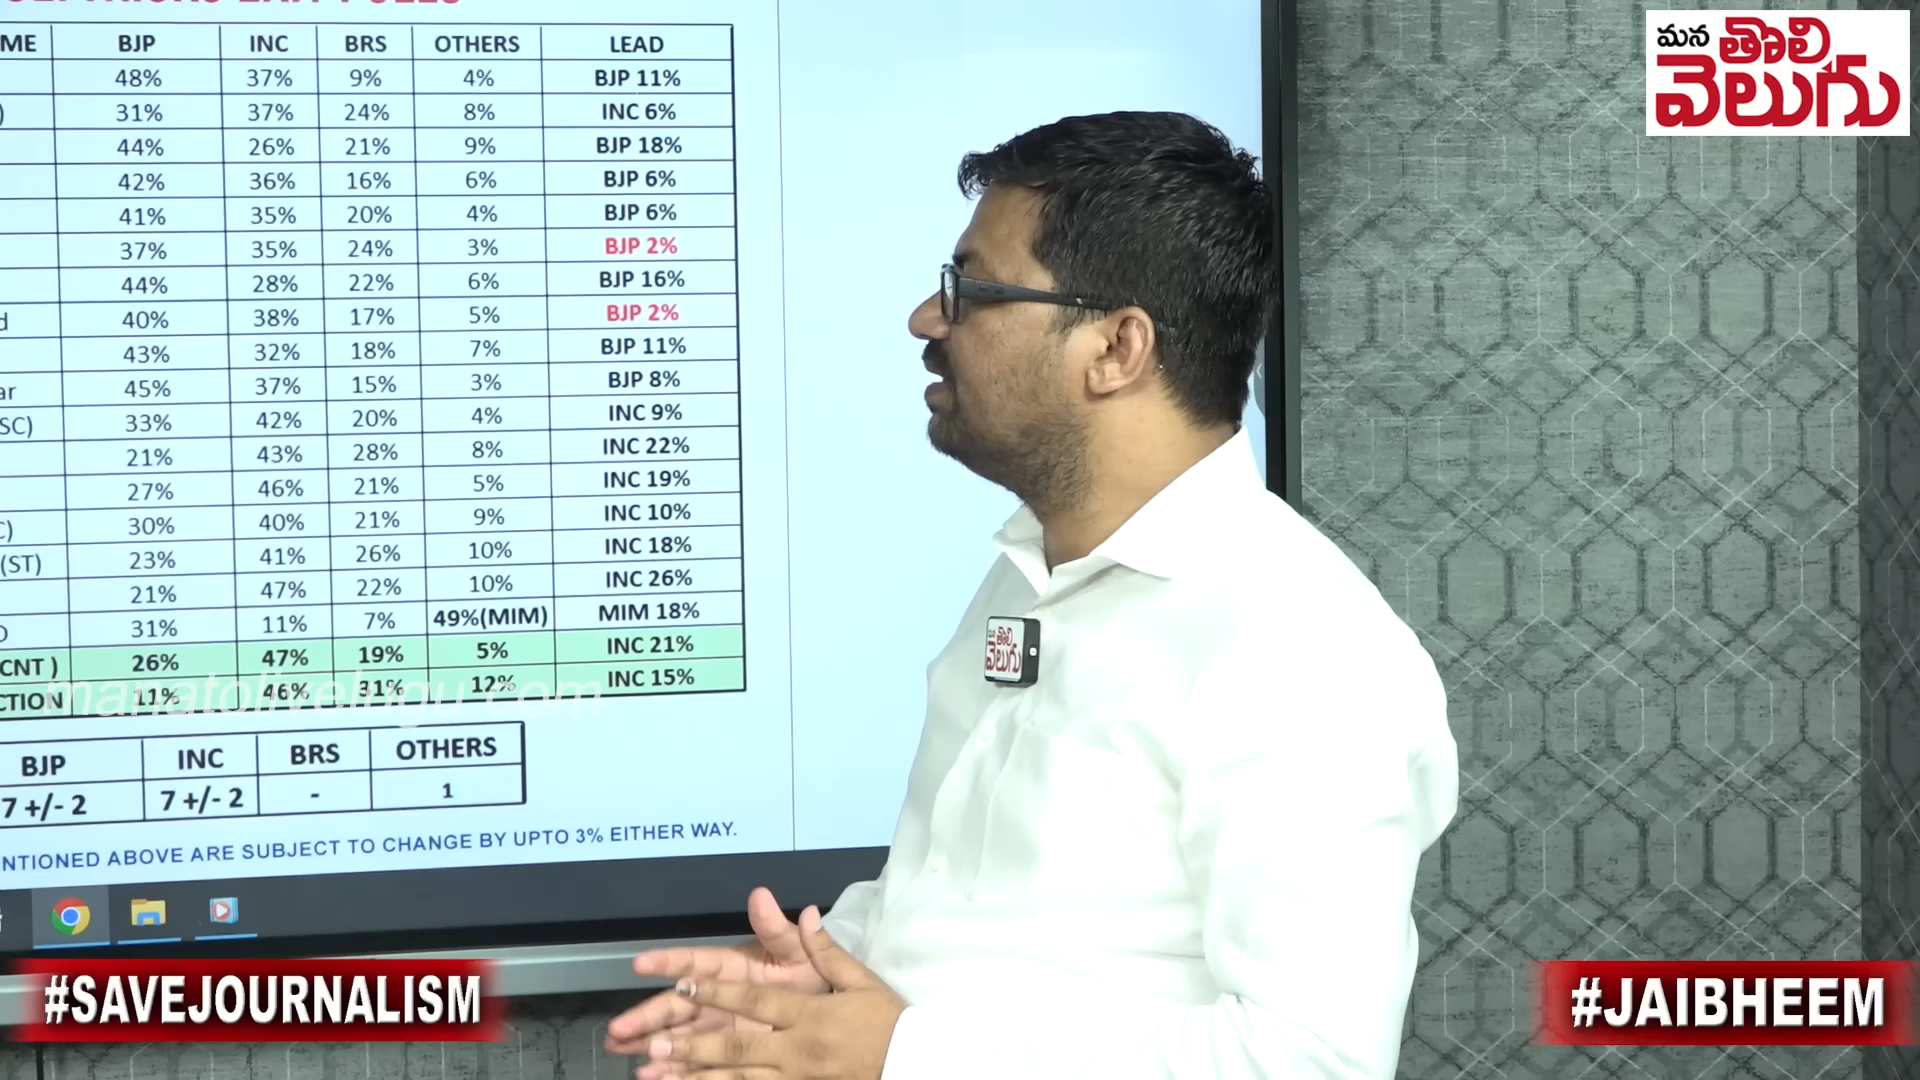 ME BJP INC BRS OTHERS LEAD
48% 37% 9% 4% BJP 11%
) 31% 37% 24% 8% INC 6%
44% 26% 21% 9% BJP 18%
42% 36% 16% 6% BJP 6%
41% 35% 20% 4% BJP 6%
37% 35% 24% 3% BJP 2%
44% 28% 22% 6% BJP 16%
d 40% 38% 17% 5% BJP 2%
43% 32% 18% 7% BJP 11%
ar 45% 37% 15% 3% BJP 8%
SC) 33% 42% 20% 4% INC 9%
21% 43% 28% 8% INC 22%
27% 46% 21% 5% INC 19%
C) 30% 40% 21% 9% INC 10%
(ST) 23% 41% 26% 10% INC 18%
21% 47% 22% 10% INC 26%
D 31% 11% 7% 49%(MIM) MIM 18%
CNT ) 26% 47% 19% 5% INC 21%
CTION 11% 46% 31% 12% INC 15%
manatolivelugu.com
BJP INC BRS OTHERS
7 +/- 2 7 +/- 2 - 1
NTIONED ABOVE ARE SUBJECT TO CHANGE BY UPTO 3% EITHER WAY.
మన తొలి
వెలుగు
మన తొలి
వెలుగు
#SAVEJOURNALISM
#JAIBHEEM